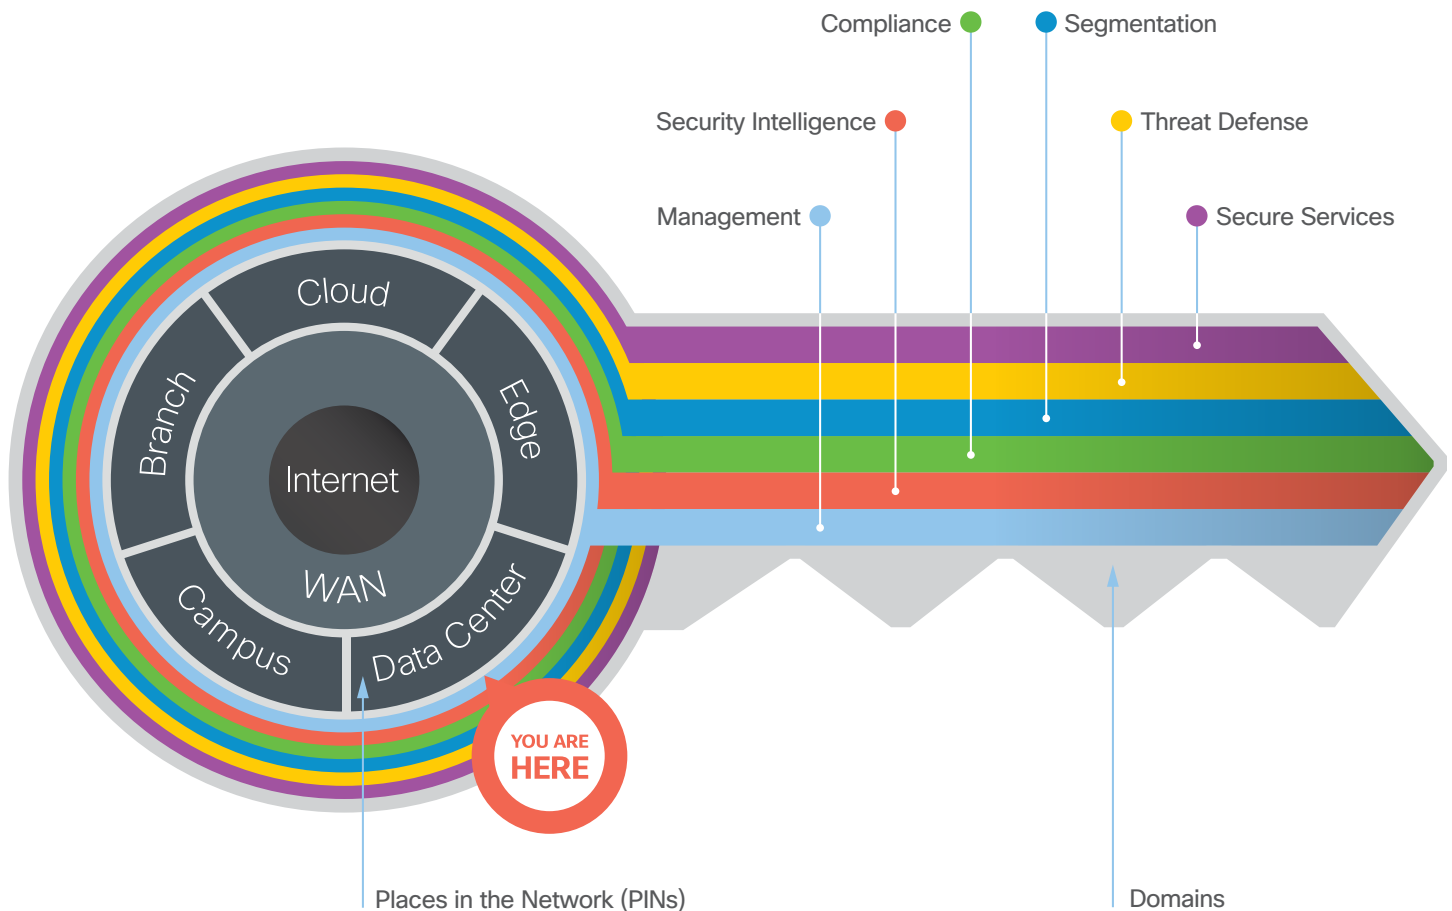 Compliance
Segmentation
Security Intelligence
Threat Defense
Management
Secure Services
Cloud
Branch
Edge
Internet
WAN
Campus
Data Center
YOU ARE
HERE
Places in the Network (PINs)
Domains